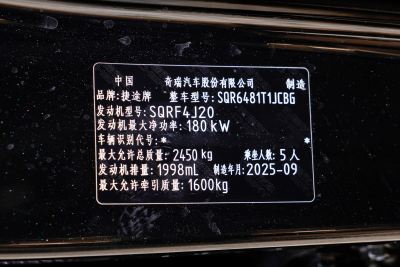 中国 奇瑞汽车股份有限公司 制造
品牌:捷途牌 整车型号:SQR6481T1JCBG
发动机型号:SQRF4J20
发动机最大净功率:180kW
车辆识别代号:* *
最大允许总质量:2450kg 乘坐人数:5人
发动机排量:1998mL 制造年月:2025-09
最大允许牵引质量:1600kg